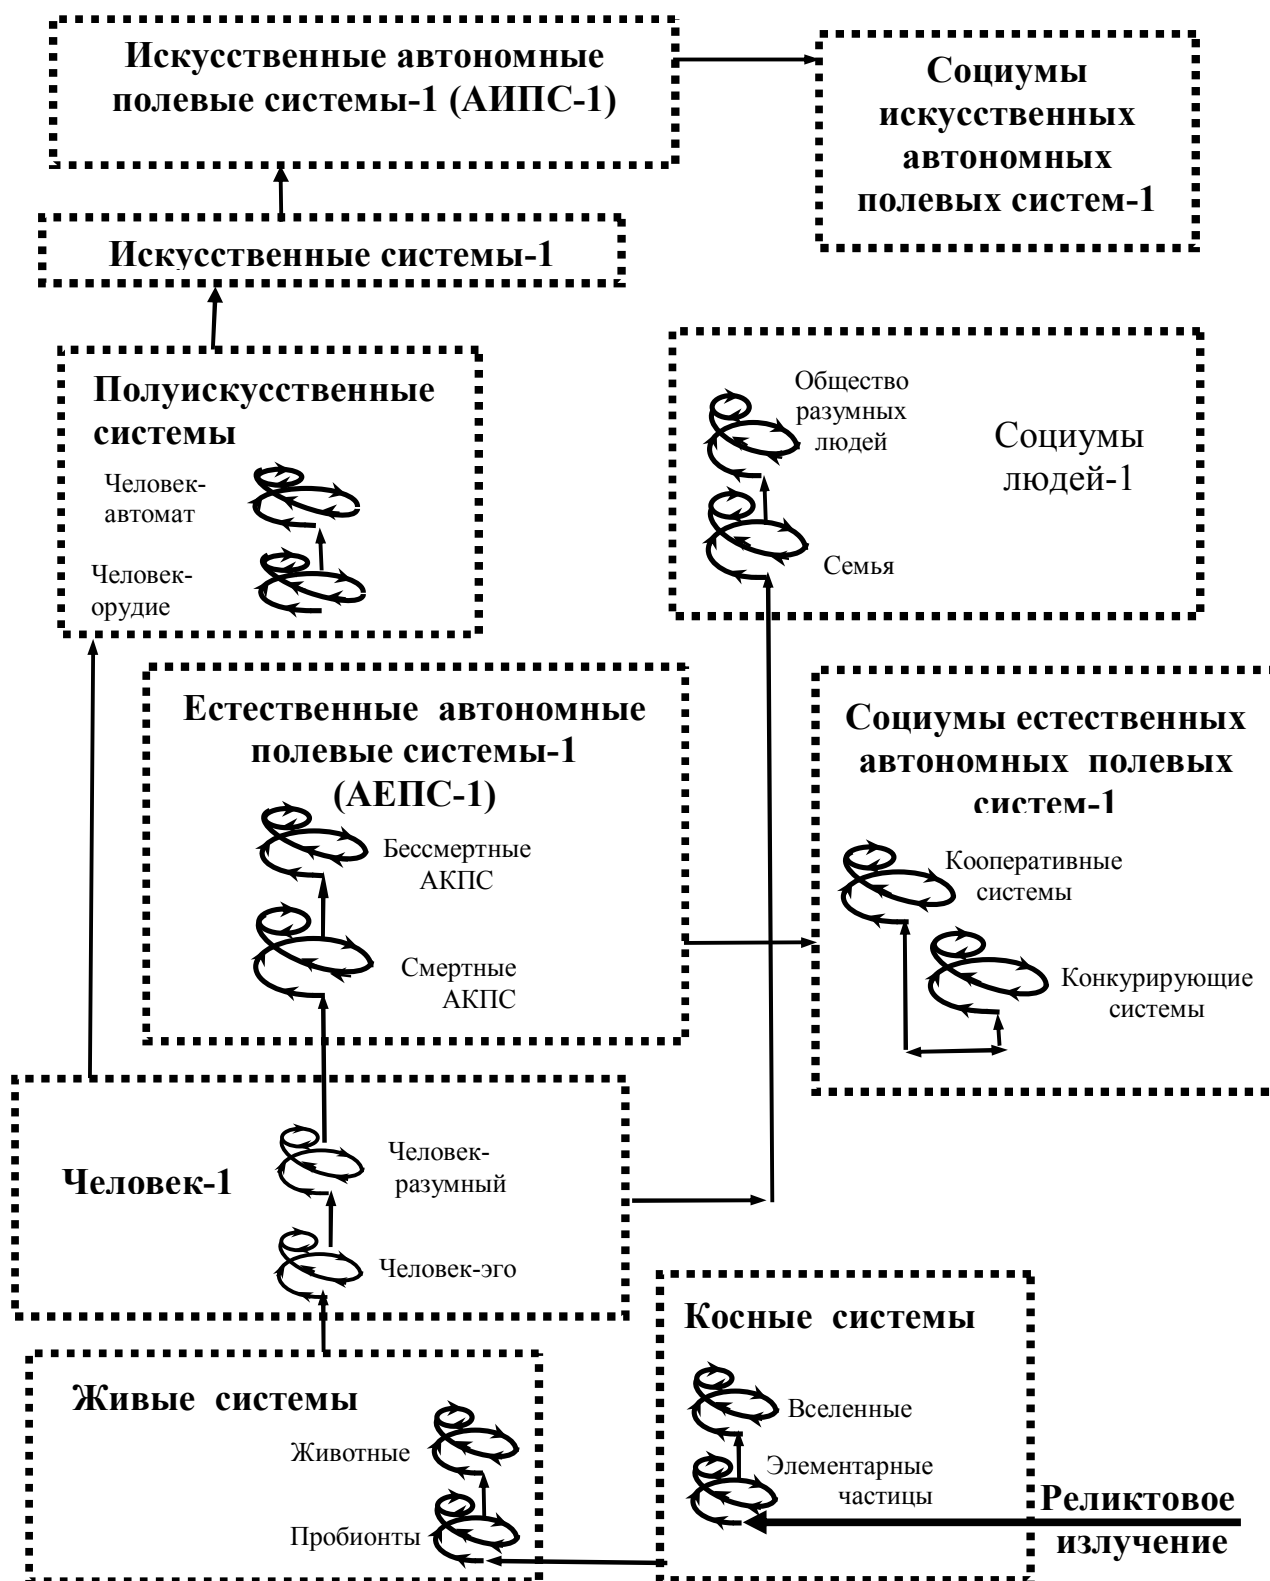 Искусственные автономные
полевые системы-1 (АИПС-1)
Социумы
искусственных
автономных
полевых систем-1
Искусственные системы-1
Полуискусственные
системы
Человек-
автомат
Человек-
орудие
Общество
разумных
людей
Социумы
людей-1
Семья
Естественные автономные
полевые системы-1
(АЕПС-1)
Бессмертные
АКПС
Смертные
АКПС
Социумы естественных
автономных полевых
систем-1
Кооперативные
системы
Конкурирующие
системы
Человек-1
Человек-
разумный
Человек-эго
Косные системы
Вселенные
Элементарные
частицы
Реликтовое
излучение
Живые системы
Животные
Пробионты